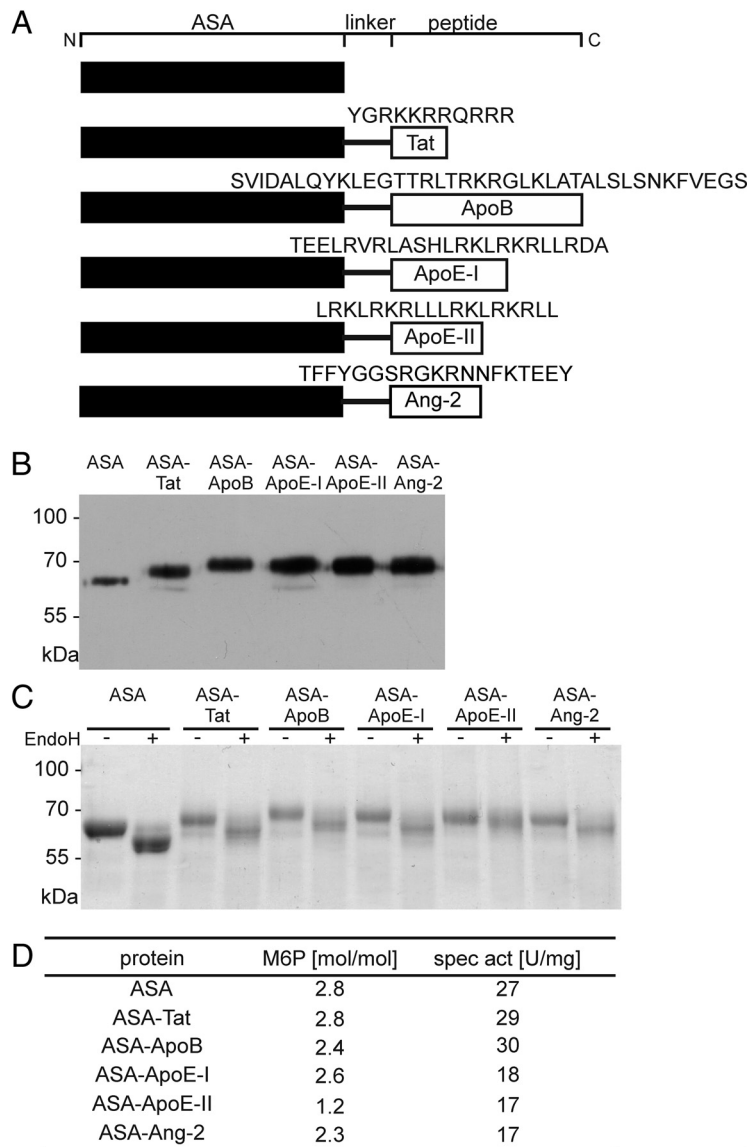 A
ASA linker peptide
N C
YGRKKRRQRRR
Tat
SVIDALQYKLEGTTRLTRKRGLKLATALSLSNKFVEGS
ApoB
TEELRVRLASHLRKLRKRLLRDA
ApoE-I
LRKLRKRLLLRKLRKRLL
ApoE-II
TFFYGGSRGKRNNFKTEEY
Ang-2
B
ASA ASA- ASA- ASA- ASA- ASA-
Tat ApoB ApoE-I ApoE-II Ang-2
100 -
70 -
55 -
kDa
C
ASA ASA- ASA- ASA- ASA- ASA-
Tat ApoB ApoE-I ApoE-II Ang-2
EndoH - + - + - + - + - + - +
100 -
70 -
55 -
kDa
D
protein M6P [mol/mol] spec act [U/mg]
ASA 2.8 27
ASA-Tat 2.8 29
ASA-ApoB 2.4 30
ASA-ApoE-I 2.6 18
ASA-ApoE-II 1.2 17
ASA-Ang-2 2.3 17